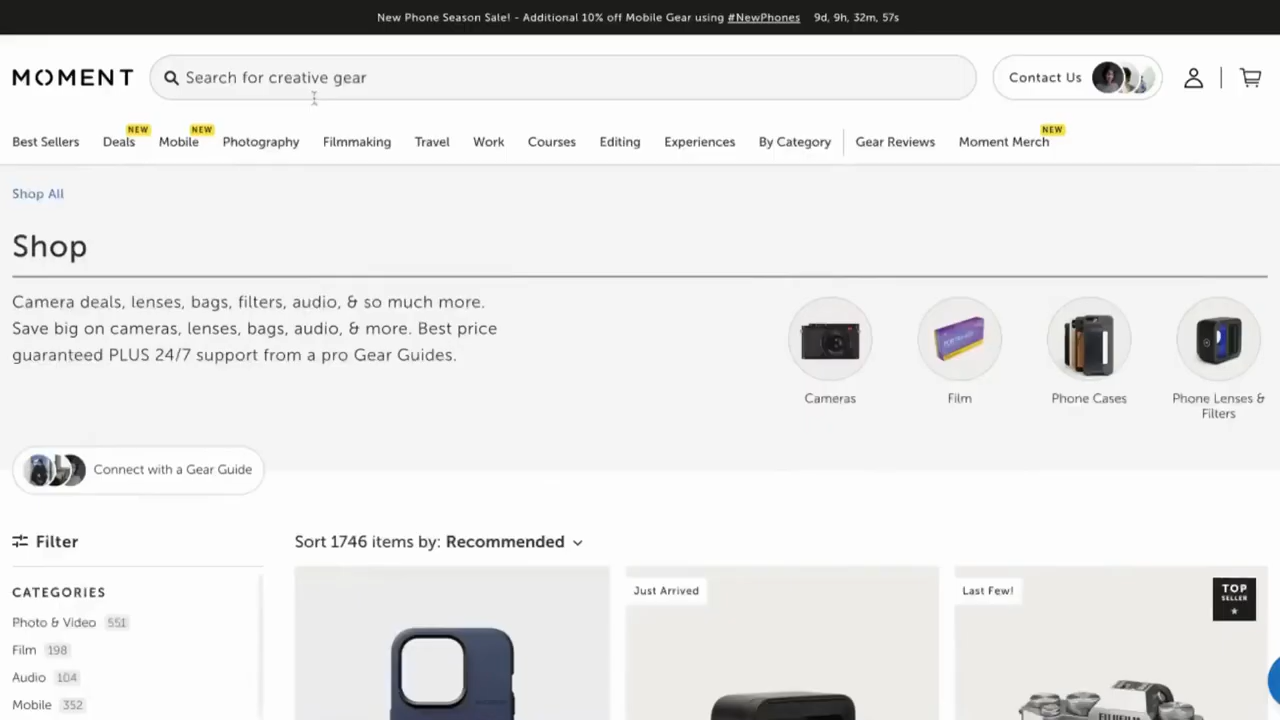 New Phone Season Sale! - Additional 10% off Mobile Gear using #NewPhones 9d, 9h, 32m, 57s
MOMENT
Search for creative gear
Contact Us
NEW
NEW
NEW
Best Sellers
Deals
Mobile
Photography
Filmmaking
Travel
Work
Courses
Editing
Experiences
By Category
Gear Reviews
Moment Merch
Shop All
Shop
Camera deals, lenses, bags, filters, audio, & so much more.
Save big on cameras, lenses, bags, audio, & more. Best price
guaranteed PLUS 24/7 support from a pro Gear Guides.
Cameras
Film
Phone Cases
Phone Lenses &
Filters
Connect with a Gear Guide
Filter
Sort 1746 items by: Recommended
CATEGORIES
Photo & Video 551
Film 198
Audio 104
Mobile 352
Just Arrived
Last Few!
TOP
SELLER
FUJIFILM